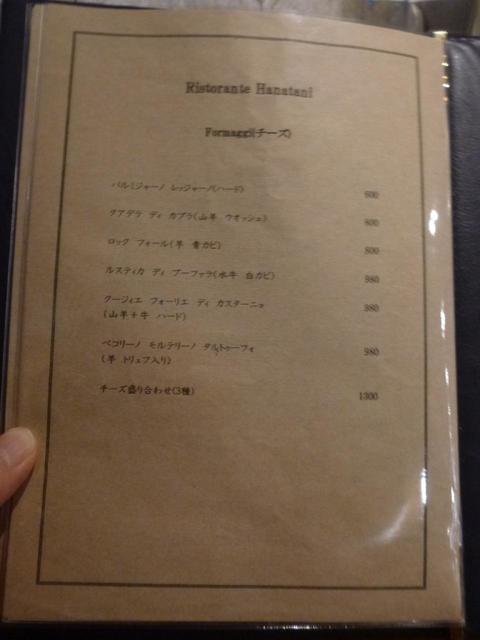 Ristorante Hanatani
Formaggi(チーズ)
パルミジャーノ レッジャーノ(ハード) 600
クアデラ ディ カプラ(山羊 ウオッシュ) 800
ロック フォール(羊 青カビ) 800
ルスティカ ディ ブーファラ(水牛 白カビ) 980
クージィエ フォーリエ ディ カスターニョ 980
(山羊+牛 ハード)
ペコリーノ モルテリーノ タルトゥーフォ 980
(羊 トリュフ入り)
チーズ盛り合わせ(3種) 1300